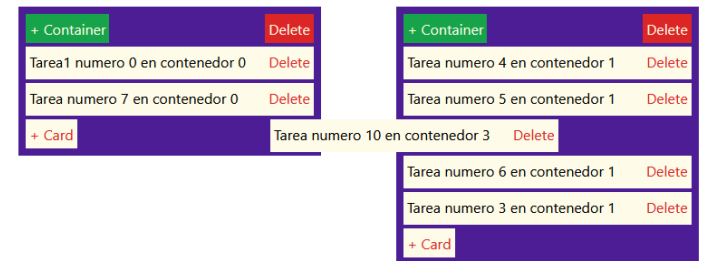 + Container Delete
Tarea1 numero 0 en contenedor 0 Delete
Tarea numero 7 en contenedor 0 Delete
+ Card
+ Container Delete
Tarea numero 4 en contenedor 1 Delete
Tarea numero 5 en contenedor 1 Delete
Tarea numero 10 en contenedor 3 Delete
Tarea numero 6 en contenedor 1 Delete
Tarea numero 3 en contenedor 1 Delete
+ Card